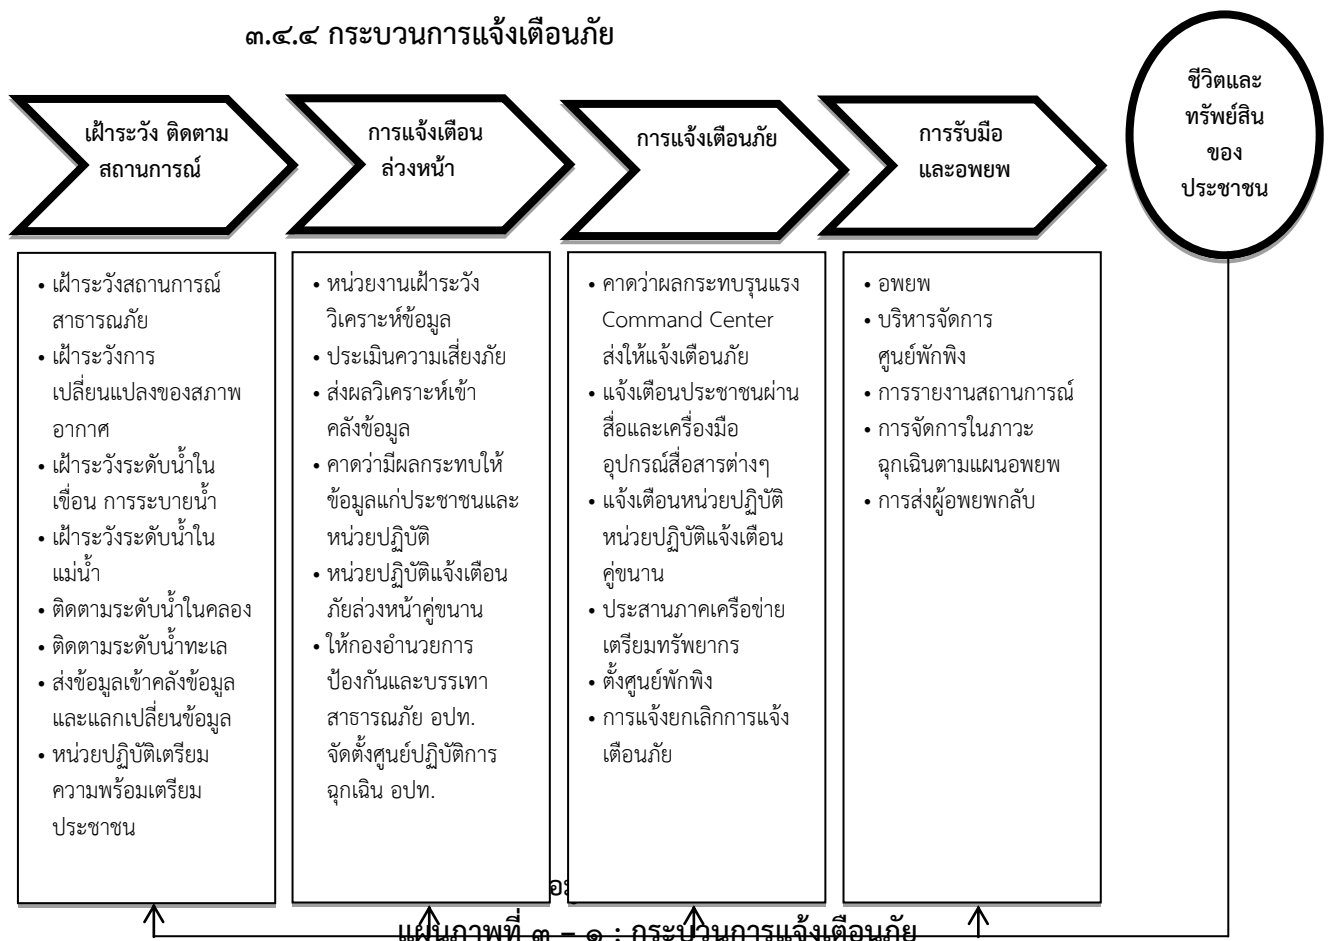 ๓.๔.๔ กระบวนการแจ้งเตือนภัย
เฝ้าระวัง ติดตาม
สถานการณ์
การแจ้งเตือน
ล่วงหน้า
การแจ้งเตือนภัย
การรับมือ
และอพยพ
ชีวิตและ
ทรัพย์สิน
ของ
ประชาชน
• เฝ้าระวังสถานการณ์
สาธารณภัย
• เฝ้าระวังการ
เปลี่ยนแปลงของสภาพ
อากาศ
• เฝ้าระวังระดับน้ำใน
เขื่อน การระบายน้ำ
• เฝ้าระวังระดับน้ำใน
แม่น้ำ
• ติดตามระดับน้ำในคลอง
• ติดตามระดับน้ำทะเล
• ส่งข้อมูลเข้าคลังข้อมูล
และแลกเปลี่ยนข้อมูล
• หน่วยปฏิบัติเตรียม
ความพร้อมเตรียม
ประชาชน
• หน่วยงานเฝ้าระวัง
วิเคราะห์ข้อมูล
• ประเมินความเสี่ยงภัย
• ส่งผลวิเคราะห์เข้า
คลังข้อมูล
• คาดว่ามีผลกระทบให้
ข้อมูลแก่ประชาชนและ
หน่วยปฏิบัติ
• หน่วยปฏิบัติแจ้งเตือน
ภัยล่วงหน้าคู่ขนาน
• ให้กองอำนวยการ
ป้องกันและบรรเทา
สาธารณภัย อปท.
จัดตั้งศูนย์ปฏิบัติการ
ฉุกเฉิน อปท.
• คาดว่าผลกระทบรุนแรง
Command Center
ส่งให้แจ้งเตือนภัย
• แจ้งเตือนประชาชนผ่าน
สื่อและเครื่องมือ
อุปกรณ์สื่อสารต่างๆ
• แจ้งเตือนหน่วยปฏิบัติ
หน่วยปฏิบัติแจ้งเตือน
คู่ขนาน
• ประสานภาคเครือข่าย
เตรียมทรัพยากร
• ตั้งศูนย์พักพิง
• การแจ้งยกเลิกการแจ้ง
เตือนภัย
• อพยพ
• บริหารจัดการ
ศูนย์พักพิง
• การรายงานสถานการณ์
• การจัดการในภาวะ
ฉุกเฉินตามแผนอพยพ
• การส่งผู้อพยพกลับ
แผนภาพที่ ๓ – ๑ : กระบวนการแจ้งเตือนภัย